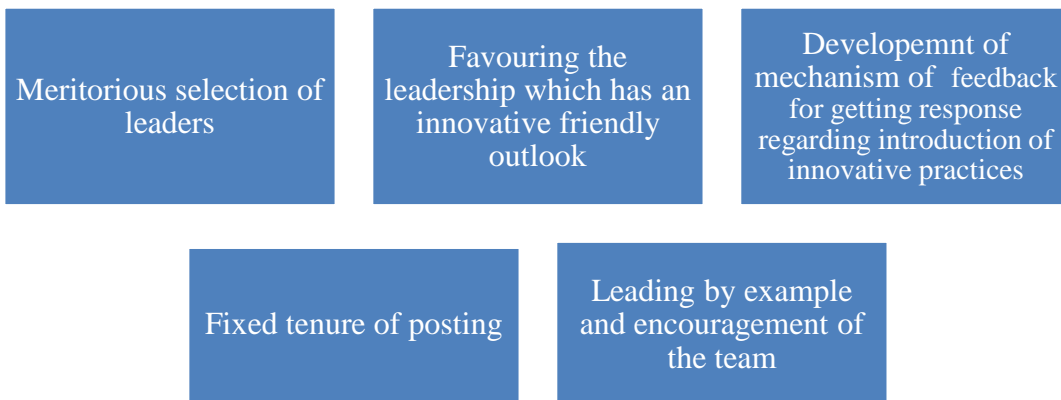 Meritorious selection of
leaders
Favouring the
leadership which has an
innovative friendly
outlook
Developemnt of
mechanism of feedback
for getting response
regarding introduction of
innovative practices
Fixed tenure of posting
Leading by example
and encouragement of
the team